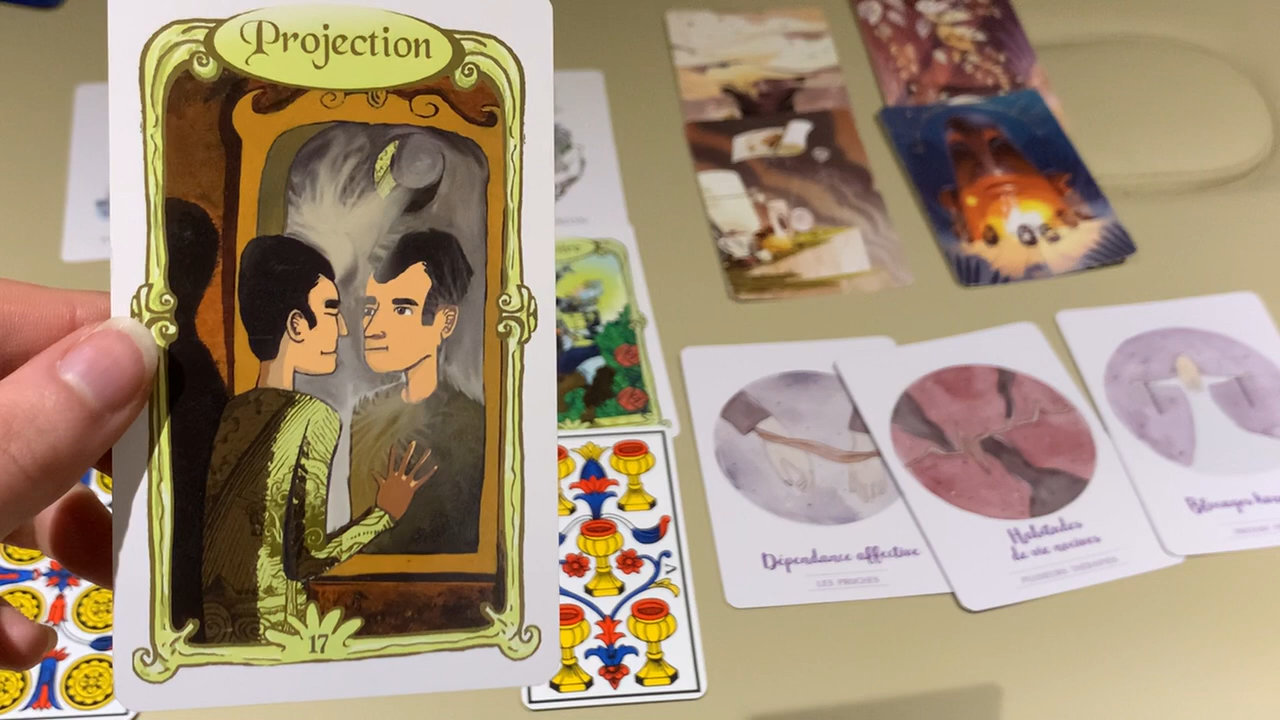 Projection
17
V
Dépendance affective
LES PROCHES
Habitudes
de vie nocives
Blocages